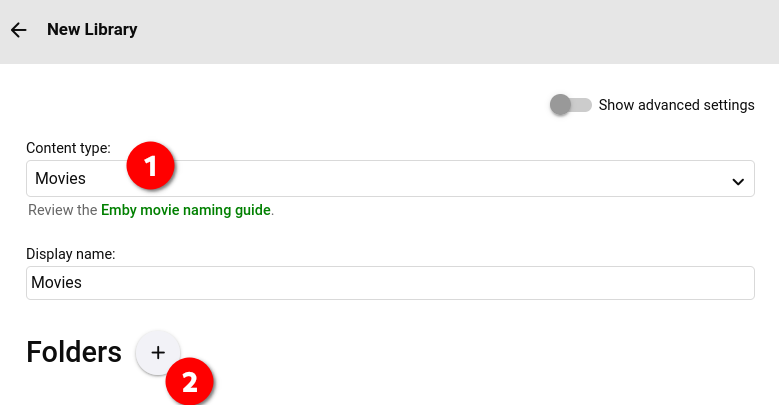 New Library
Show advanced settings
Content type:
1
Movies
Review the Emby movie naming guide.
Display name:
Movies
Folders +
2